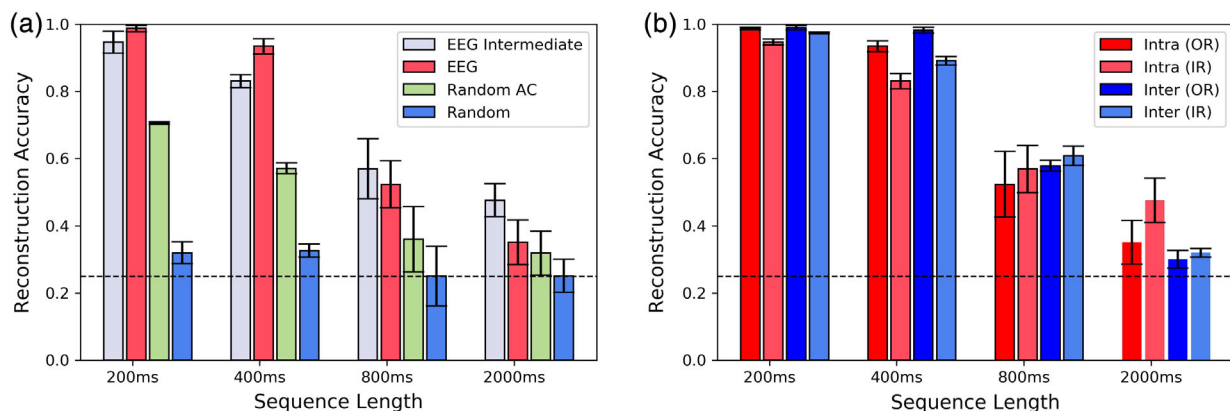 (a)
Reconstruction Accuracy
1.0
0.8
0.6
0.4
0.2
0.0
EEG Intermediate
EEG
Random AC
Random
200ms 400ms 800ms 2000ms
Sequence Length
(b)
Reconstruction Accuracy
1.0
0.8
0.6
0.4
0.2
0.0
Intra (OR)
Intra (IR)
Inter (OR)
Inter (IR)
200ms 400ms 800ms 2000ms
Sequence Length